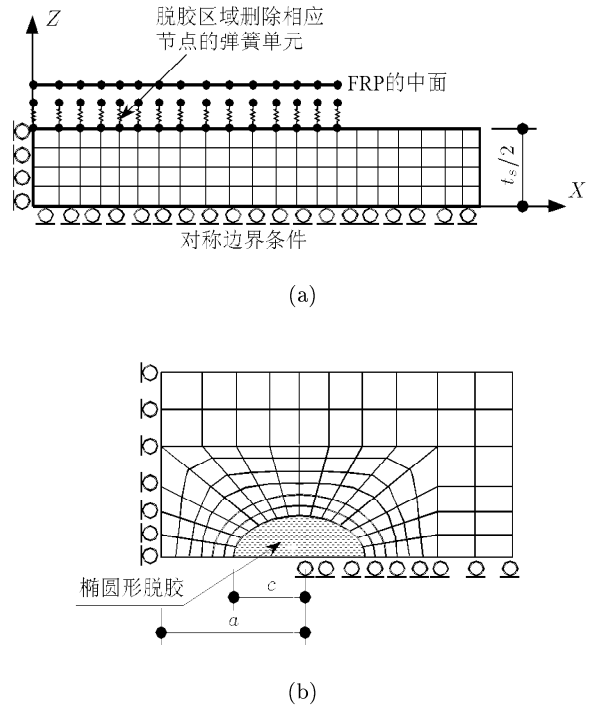 Z
脱胶区域删除相应
节点的弹簧单元
FRP的中面
t_s/2
X
对称边界条件
(a)
椭圆形脱胶
c
a
(b)